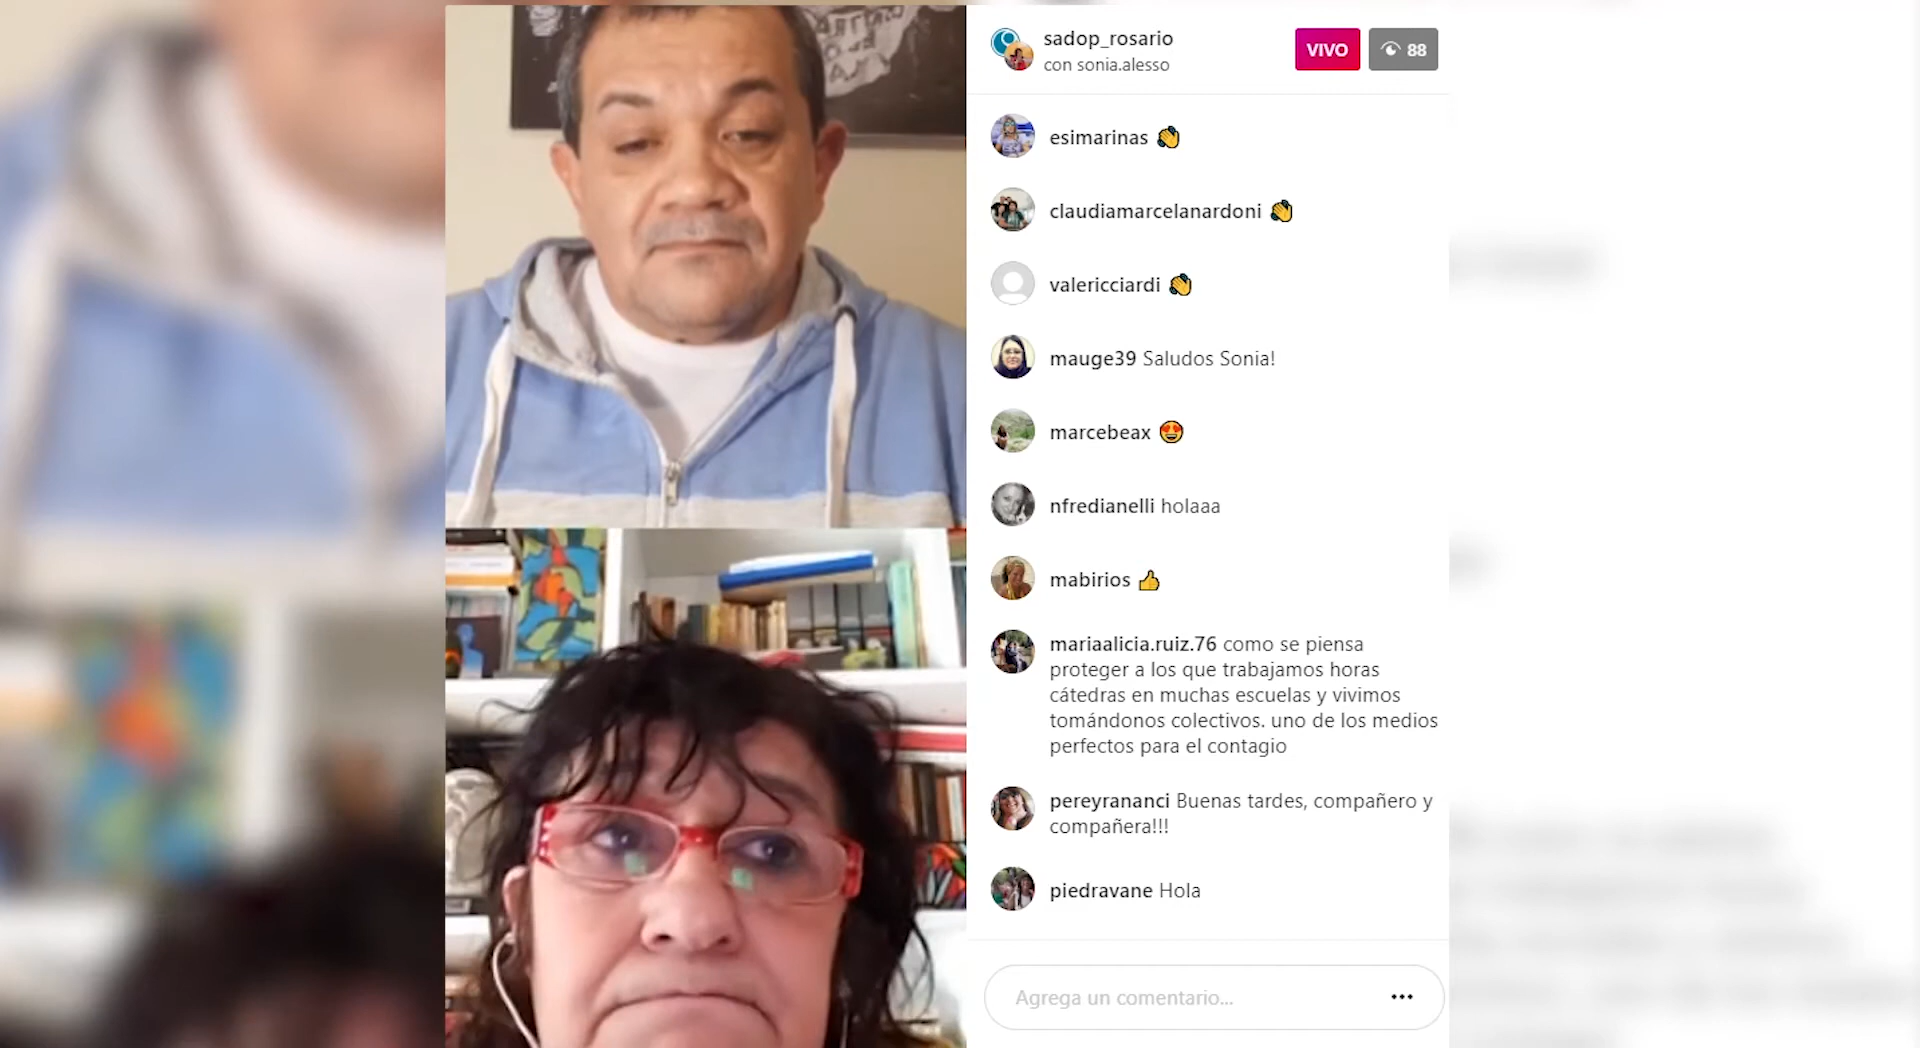 sadop_rosario
con sonia.alesso
VIVO
88
esimarinas 👏
claudiamarcelanardoni 👏
valericciardi 👏
mauge39 Saludos Sonia!
marcebeax 😍
nfredianelli holaaa
mabirios 👍
mariaalicia.ruiz.76 como se piensa
proteger a los que trabajamos horas
cátedras en muchas escuelas y vivimos
tomándonos colectivos. uno de los medios
perfectos para el contagio
pereyrananci Buenas tardes, compañero y
compañera!!!
piedravane Hola
Agrega un comentario...